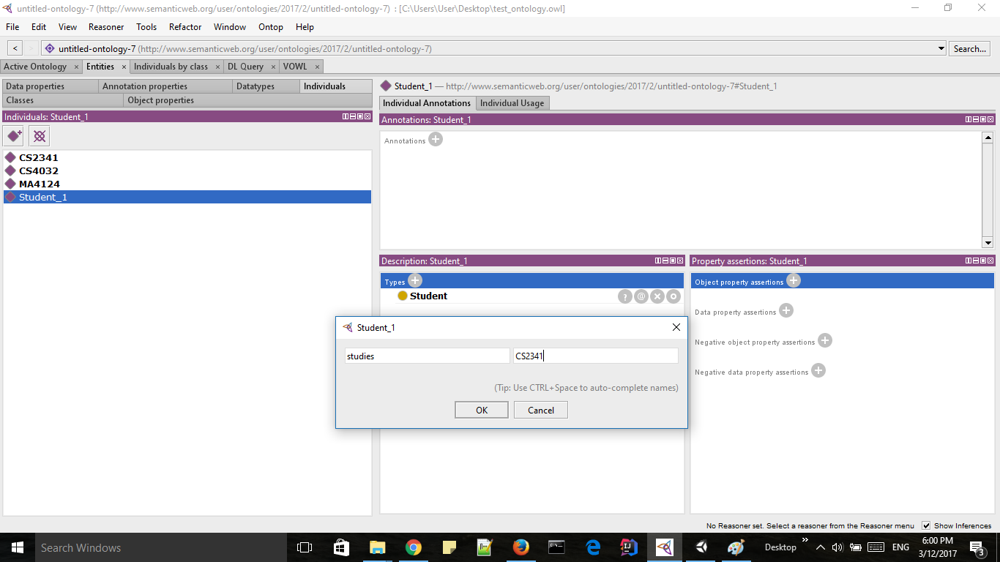 untitled-ontology-7 (http://www.semanticweb.org/user/ontologies/2017/2/untitled-ontology-7) : [C:\Users\User\Desktop\test_ontology.owl]
File Edit View Reasoner Tools Refactor Window Ontop Help
< > untitled-ontology-7 (http://www.semanticweb.org/user/ontologies/2017/2/untitled-ontology-7) Search...
Active Ontology × Entities × Individuals by class × DL Query × VOWL ×
Data properties Annotation properties Datatypes Individuals
Classes Object properties
Individuals: Student_1
CS2341
CS4032
MA4124
Student_1
Student_1 — http://www.semanticweb.org/user/ontologies/2017/2/untitled-ontology-7#Student_1
Individual Annotations Individual Usage
Annotations: Student_1
Annotations
Description: Student_1
Types
Student
Property assertions: Student_1
Object property assertions
Data property assertions
Negative object property assertions
Negative data property assertions
Student_1
studies CS2341
(Tip: Use CTRL+Space to auto-complete names)
OK Cancel
No Reasoner set. Select a reasoner from the Reasoner menu Show Inferences
Search Windows
Desktop
ENG
6:00 PM
3/12/2017
3